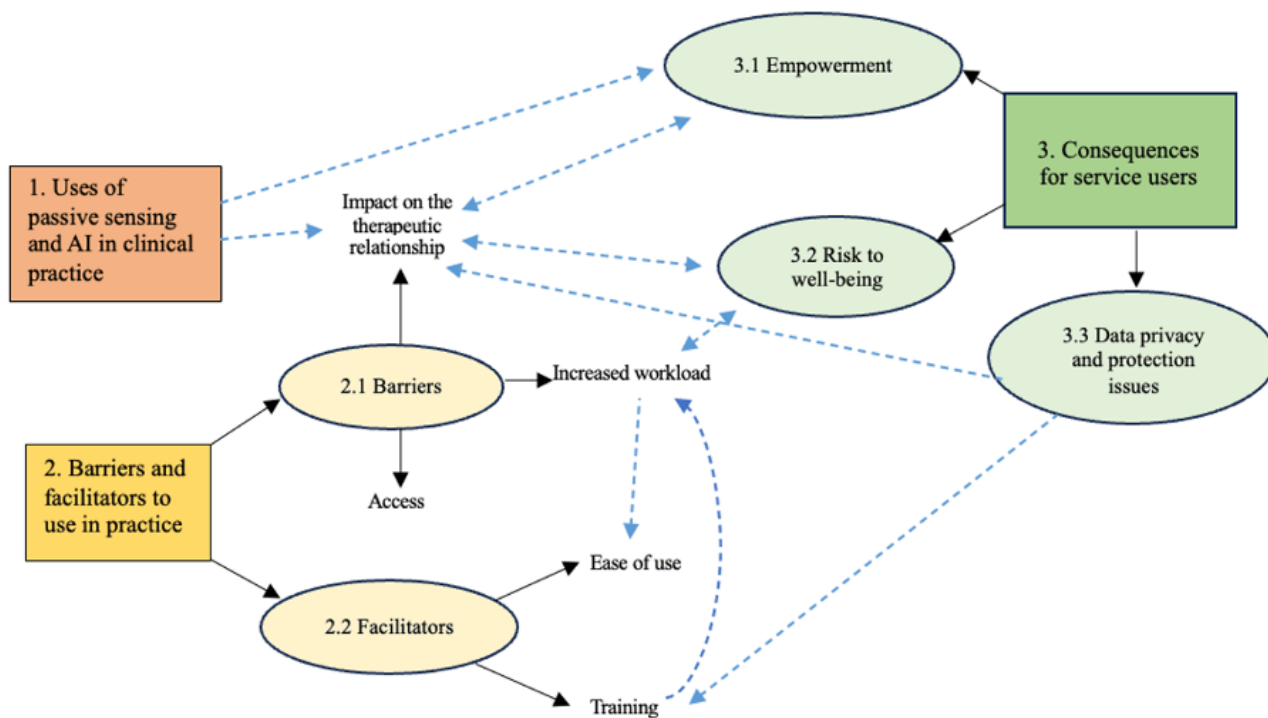 3.1 Empowerment
3. Consequences
for service users
1. Uses of
passive sensing
and AI in clinical
practice
Impact on the
therapeutic
relationship
3.2 Risk to
well-being
3.3 Data privacy
and protection
issues
2.1 Barriers
Increased workload
2. Barriers and
facilitators to
use in practice
Access
Ease of use
2.2 Facilitators
Training